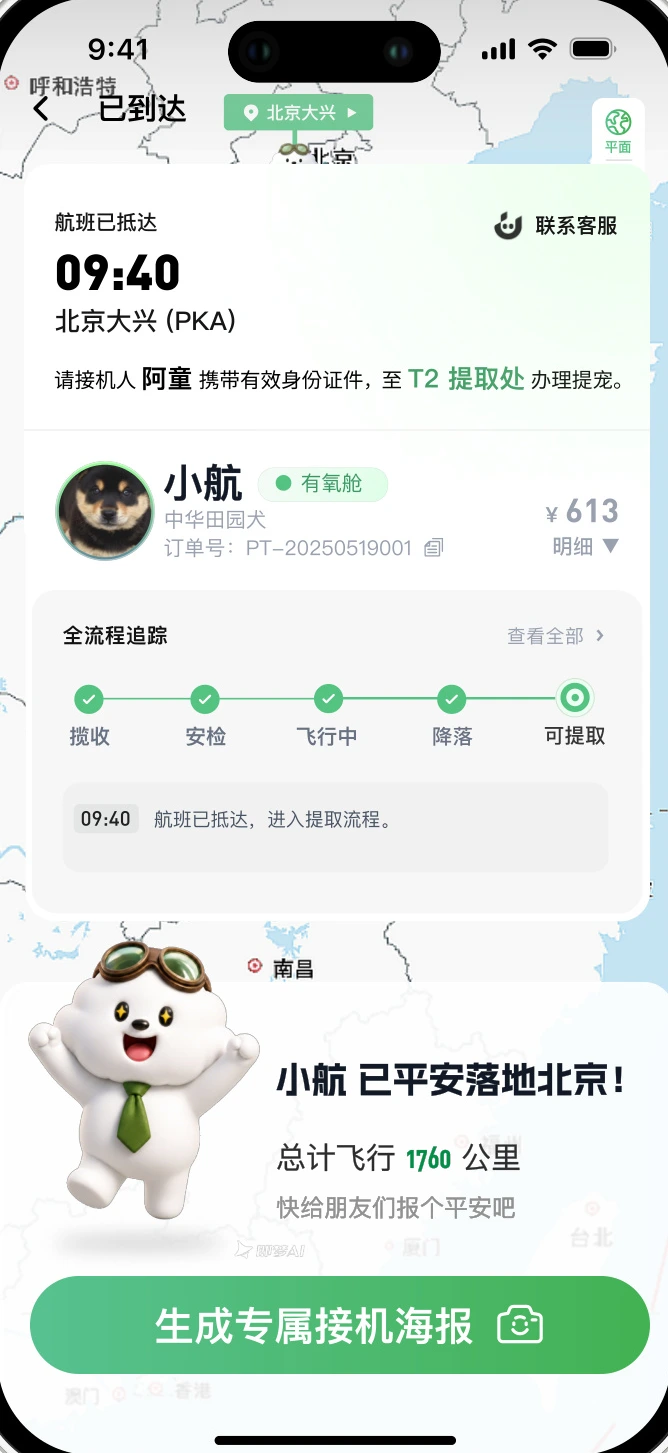 9:41
呼和浩特
已到达
北京大兴
北京
平面
航班已抵达
联系客服
09:40
北京大兴 (PKA)
请接机人 阿童 携带有效身份证件，至 T2 提取处 办理提宠。
小航
有氧舱
中华田园犬
¥ 613
订单号：PT-20250519001
明细
全流程追踪
查看全部
揽收
安检
飞行中
降落
可提取
09:40 航班已抵达，进入提取流程。
南昌
小航 已平安落地北京！
总计飞行 1760 公里
快给朋友们报个平安吧
台北
即梦AI
厦门
生成专属接机海报
澳门
香港